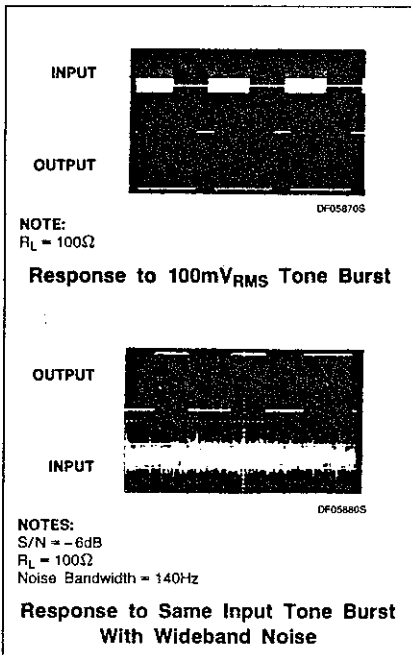 INPUT
OUTPUT
DF05870S
NOTE:
RL = 100Ω
Response to 100mVRMS Tone Burst
OUTPUT
INPUT
DF05880S
NOTES:
S/N = -6dB
RL = 100Ω
Noise Bandwidth = 140Hz
Response to Same Input Tone Burst
With Wideband Noise